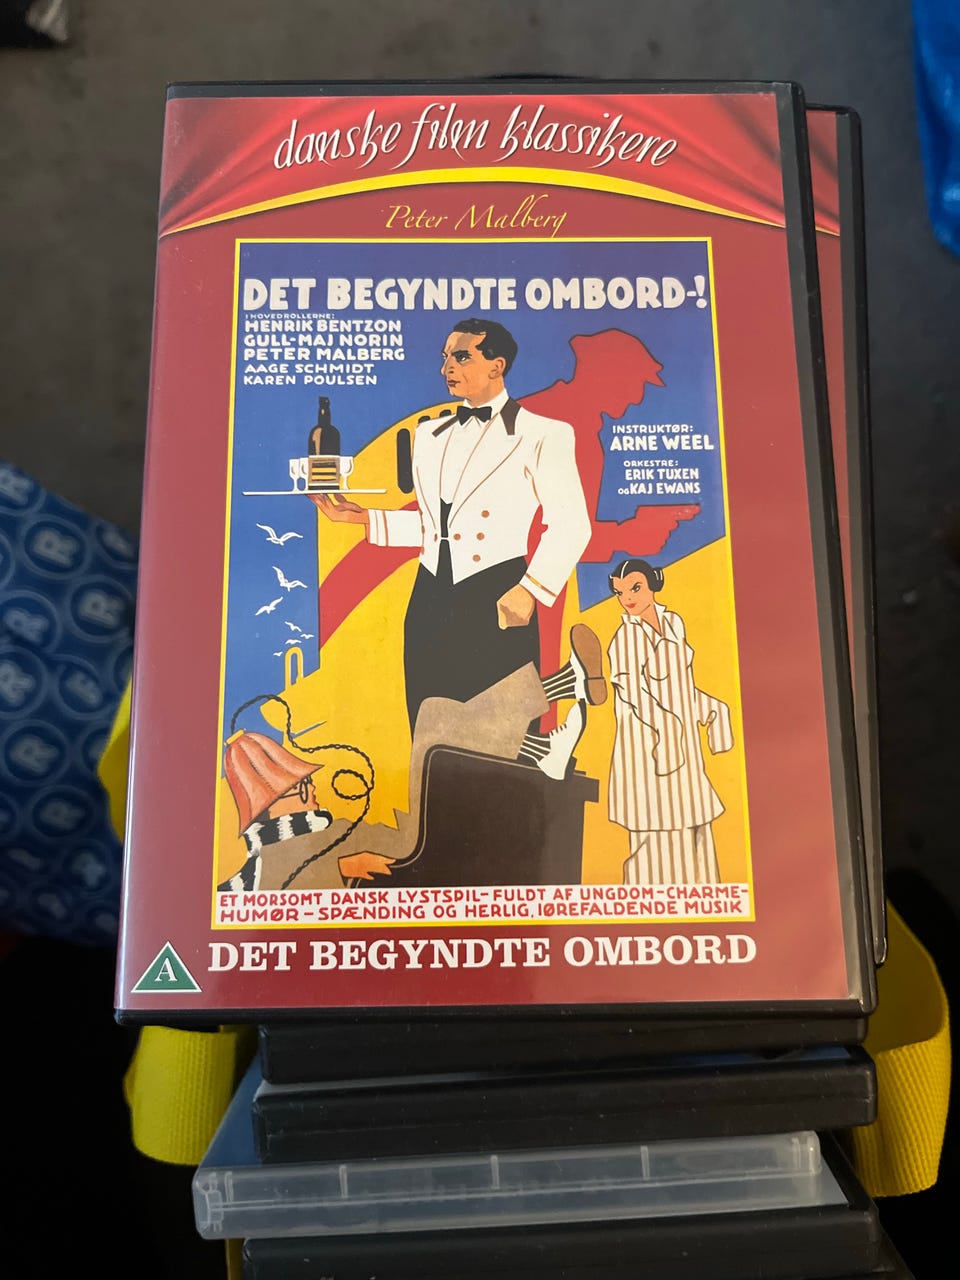 danske film klassikere
Peter Malberg
DET BEGYNDTE OMBORD-!
I HOVEDROLLERNE:
HENRIK BENTZON
GULL-MAJ NORIN
PETER MALBERG
AAGE SCHMIDT
KAREN POULSEN
INSTRUKTØR:
ARNE WEEL
ORKESTRE:
ERIK TUXEN
OG KAJ EWANS
ET MORSOMT DANSK LYSTSPIL-FULDT AF UNGDOM-CHARME-
HUMØR-SPÆNDING OG HERLIG, IØREFALDENDE MUSIK
A
DET BEGYNDTE OMBORD
R
R
R
R
R